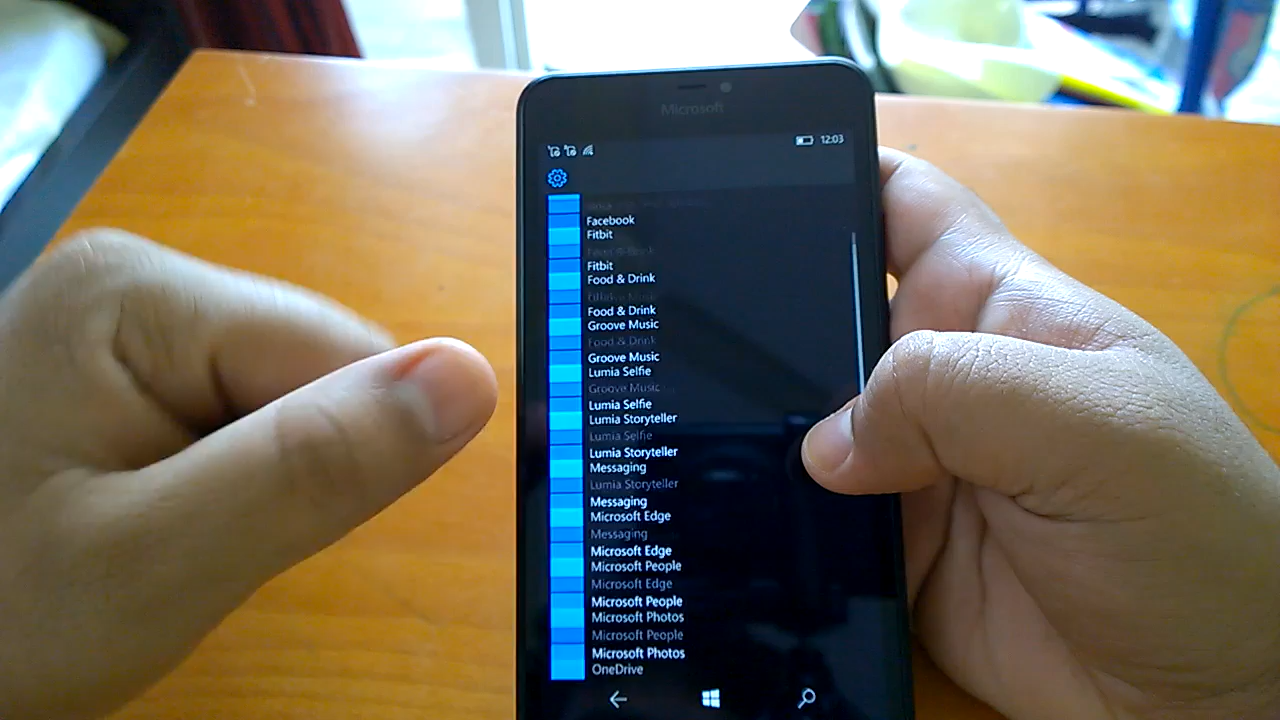 Microsoft
12:03
Facebook
Fitbit
Food & Drink
Fitbit
Food & Drink
Food & Drink
Groove Music
Food & Drink
Groove Music
Lumia Selfie
Groove Music
Lumia Selfie
Lumia Storyteller
Lumia Selfie
Lumia Storyteller
Messaging
Lumia Storyteller
Messaging
Microsoft Edge
Messaging
Microsoft Edge
Microsoft People
Microsoft Edge
Microsoft People
Microsoft Photos
Microsoft People
Microsoft Photos
OneDrive